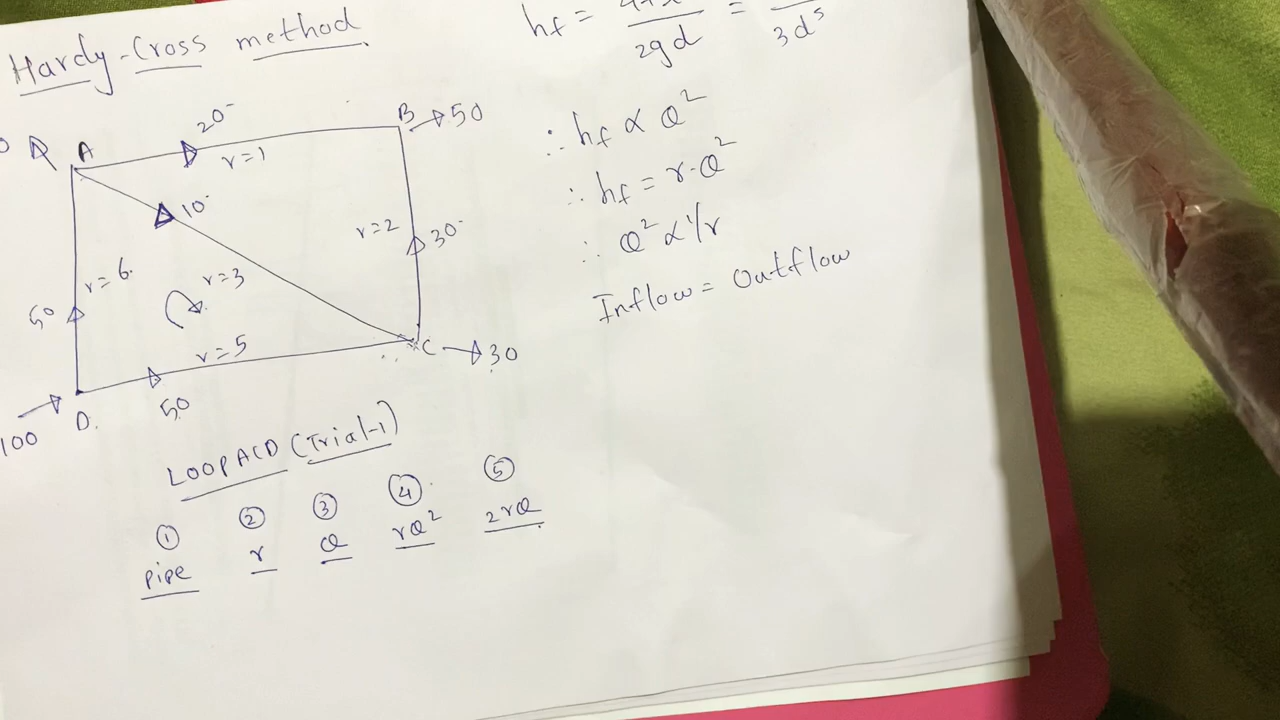 Hardy-Cross method
hf = / 2gd = / 3d⁵
∴ hf ∝ Q²
∴ hf = r·Q²
∴ Q² ∝ 1/r
Inflow = Outflow
A
20
r=1
B
50
10
r=2
30
r=6
r=3
50
r=5
C
30
D
50
100
LOOP ACD (Trial-1)
① ② ③ ④ ⑤
pipe r Q rQ² 2rQ